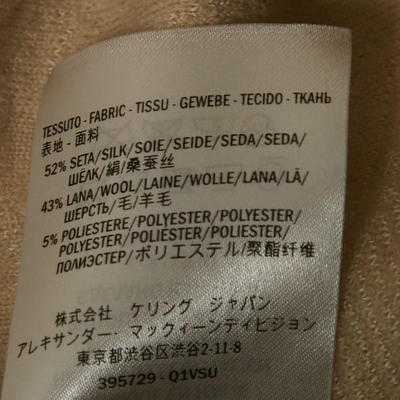 TESSUTO - FABRIC - TISSU - GEWEBE - TECIDO - ТКАНЬ
表地 - 面料
52% SETA/SILK/SOIE/SEIDE/SEDA/SEDA/
ШЁЛК/絹/桑蚕丝
43% LANA/WOOL/LAINE/WOLLE/LANA/LÃ/
ШЕРСТЬ/毛/羊毛
5% POLIESTERE/POLYESTER/POLYESTER/
POLYESTER/POLIESTER/POLIESTER/
ПОЛИЭСТЕР/ポリエステル/聚酯纤维
株式会社 ケリング ジャパン
アレキサンダー・マックィーンディビジョン
東京都渋谷区渋谷2-11-8
395729 - Q1VSU